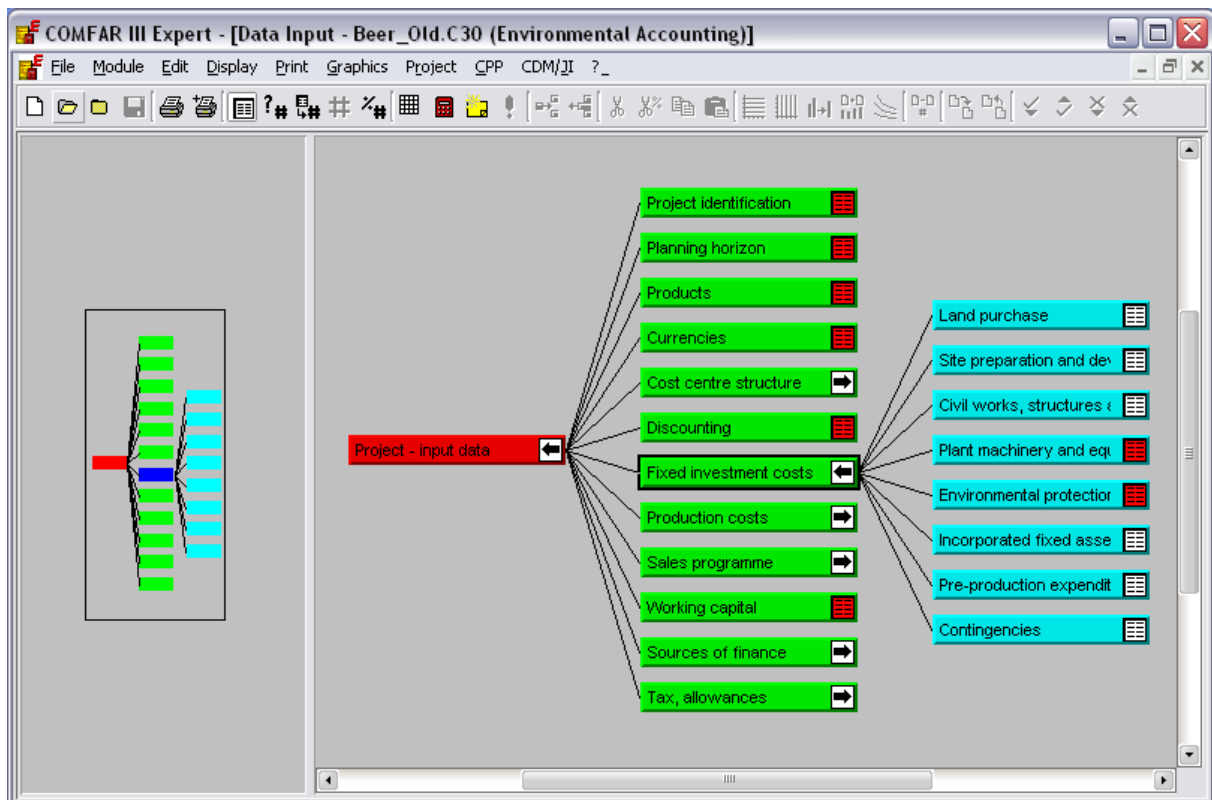 COMFAR III Expert - [Data Input - Beer_Old.C30 (Environmental Accounting)]
File Module Edit Display Print Graphics Project CPP CDM/JI ?_
Project identification
Planning horizon
Products
Currencies
Cost centre structure
Discounting
Fixed investment costs
Production costs
Sales programme
Working capital
Sources of finance
Tax, allowances
Project - input data
Land purchase
Site preparation and de
Civil works, structures
Plant machinery and equ
Environmental protection
Incorporated fixed asse
Pre-production expendit
Contingencies